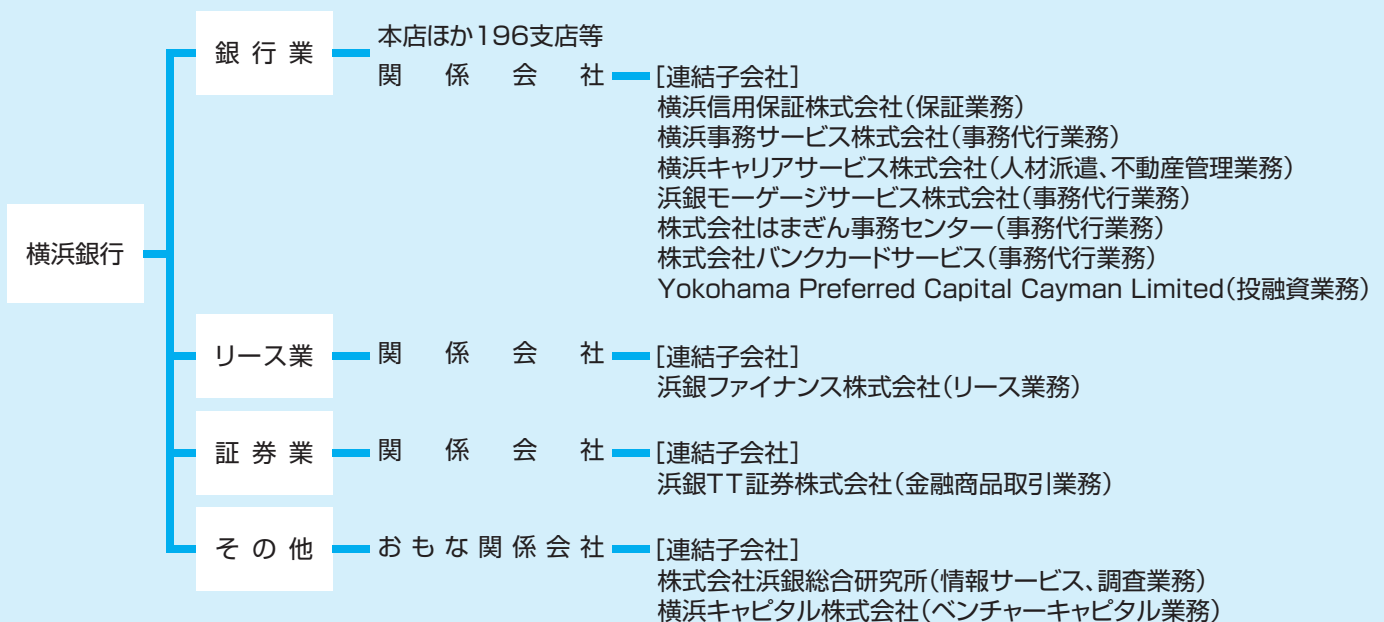 横浜銀行
銀行業
本店ほか196支店等
関係会社
[連結子会社]
横浜信用保証株式会社(保証業務)
横浜事務サービス株式会社(事務代行業務)
横浜キャリアサービス株式会社(人材派遣、不動産管理業務)
浜銀モーゲージサービス株式会社(事務代行業務)
株式会社はまぎん事務センター(事務代行業務)
株式会社バンクカードサービス(事務代行業務)
Yokohama Preferred Capital Cayman Limited(投融資業務)
リース業
関係会社
[連結子会社]
浜銀ファイナンス株式会社(リース業務)
証券業
関係会社
[連結子会社]
浜銀TT証券株式会社(金融商品取引業務)
その他
おもな関係会社
[連結子会社]
株式会社浜銀総合研究所(情報サービス、調査業務)
横浜キャピタル株式会社(ベンチャーキャピタル業務)